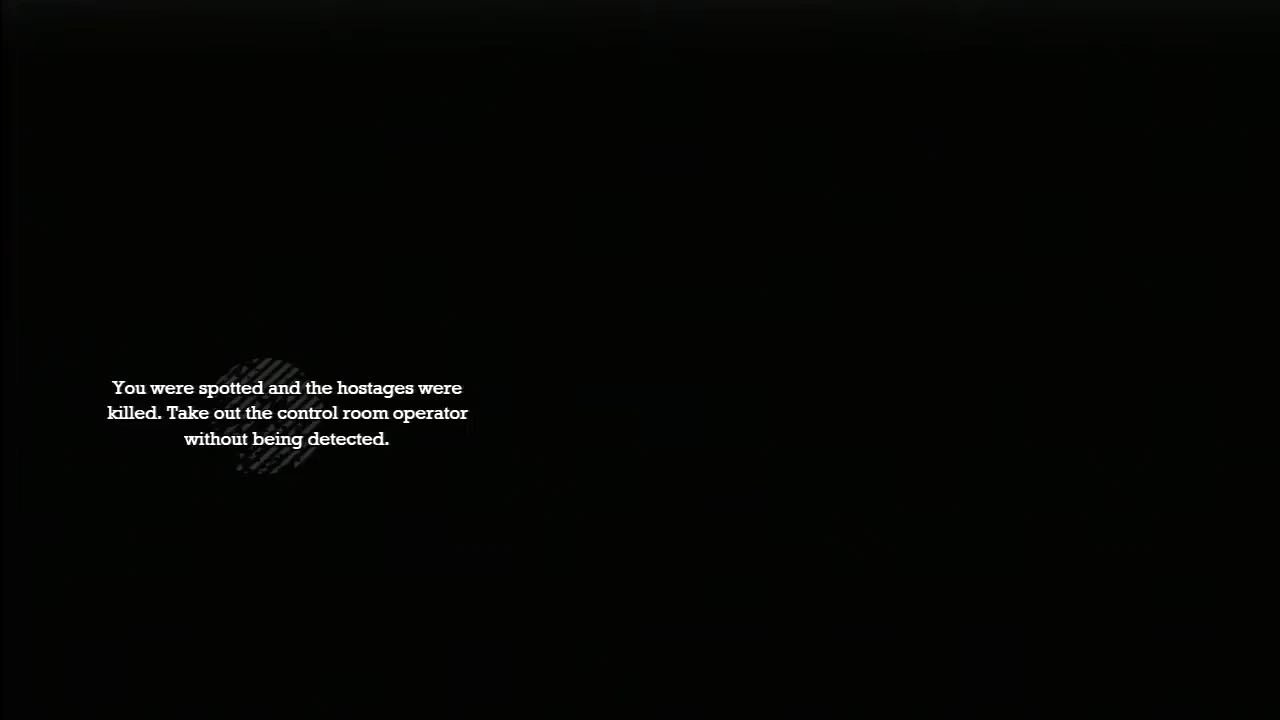 You were spotted and the hostages were
killed. Take out the control room operator
without being detected.